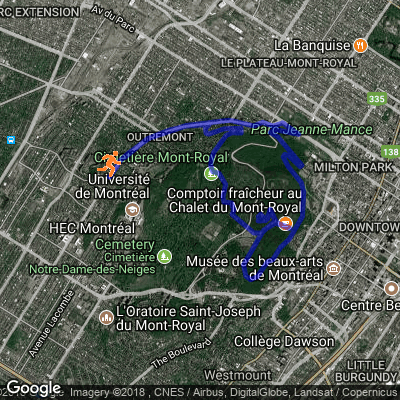 RC EXTENSION
Av du Parc
La Banquise
LE PLATEAU-MONT-ROYAL
335
OUTREMONT
Parc Jeanne-Mance
138
Cimetière Mont-Royal
MILTON PARK
Université
de Montréal
Comptoir fraîcheur au
Chalet du Mont-Royal
HEC Montréal
DOWNTOW
Cemetery
Cimetière
Notre-Dame-des-Neiges
Musée des beaux-arts
de Montréal
Avenue Lacombe
Centre Be
L'Oratoire Saint-Joseph
du Mont-Royal
Collège Dawson
The Boulevard
Westmount
LITTLE
BURGUNDY
Google
Imagery ©2018 , CNES / Airbus, DigitalGlobe, Landsat / Copernicus